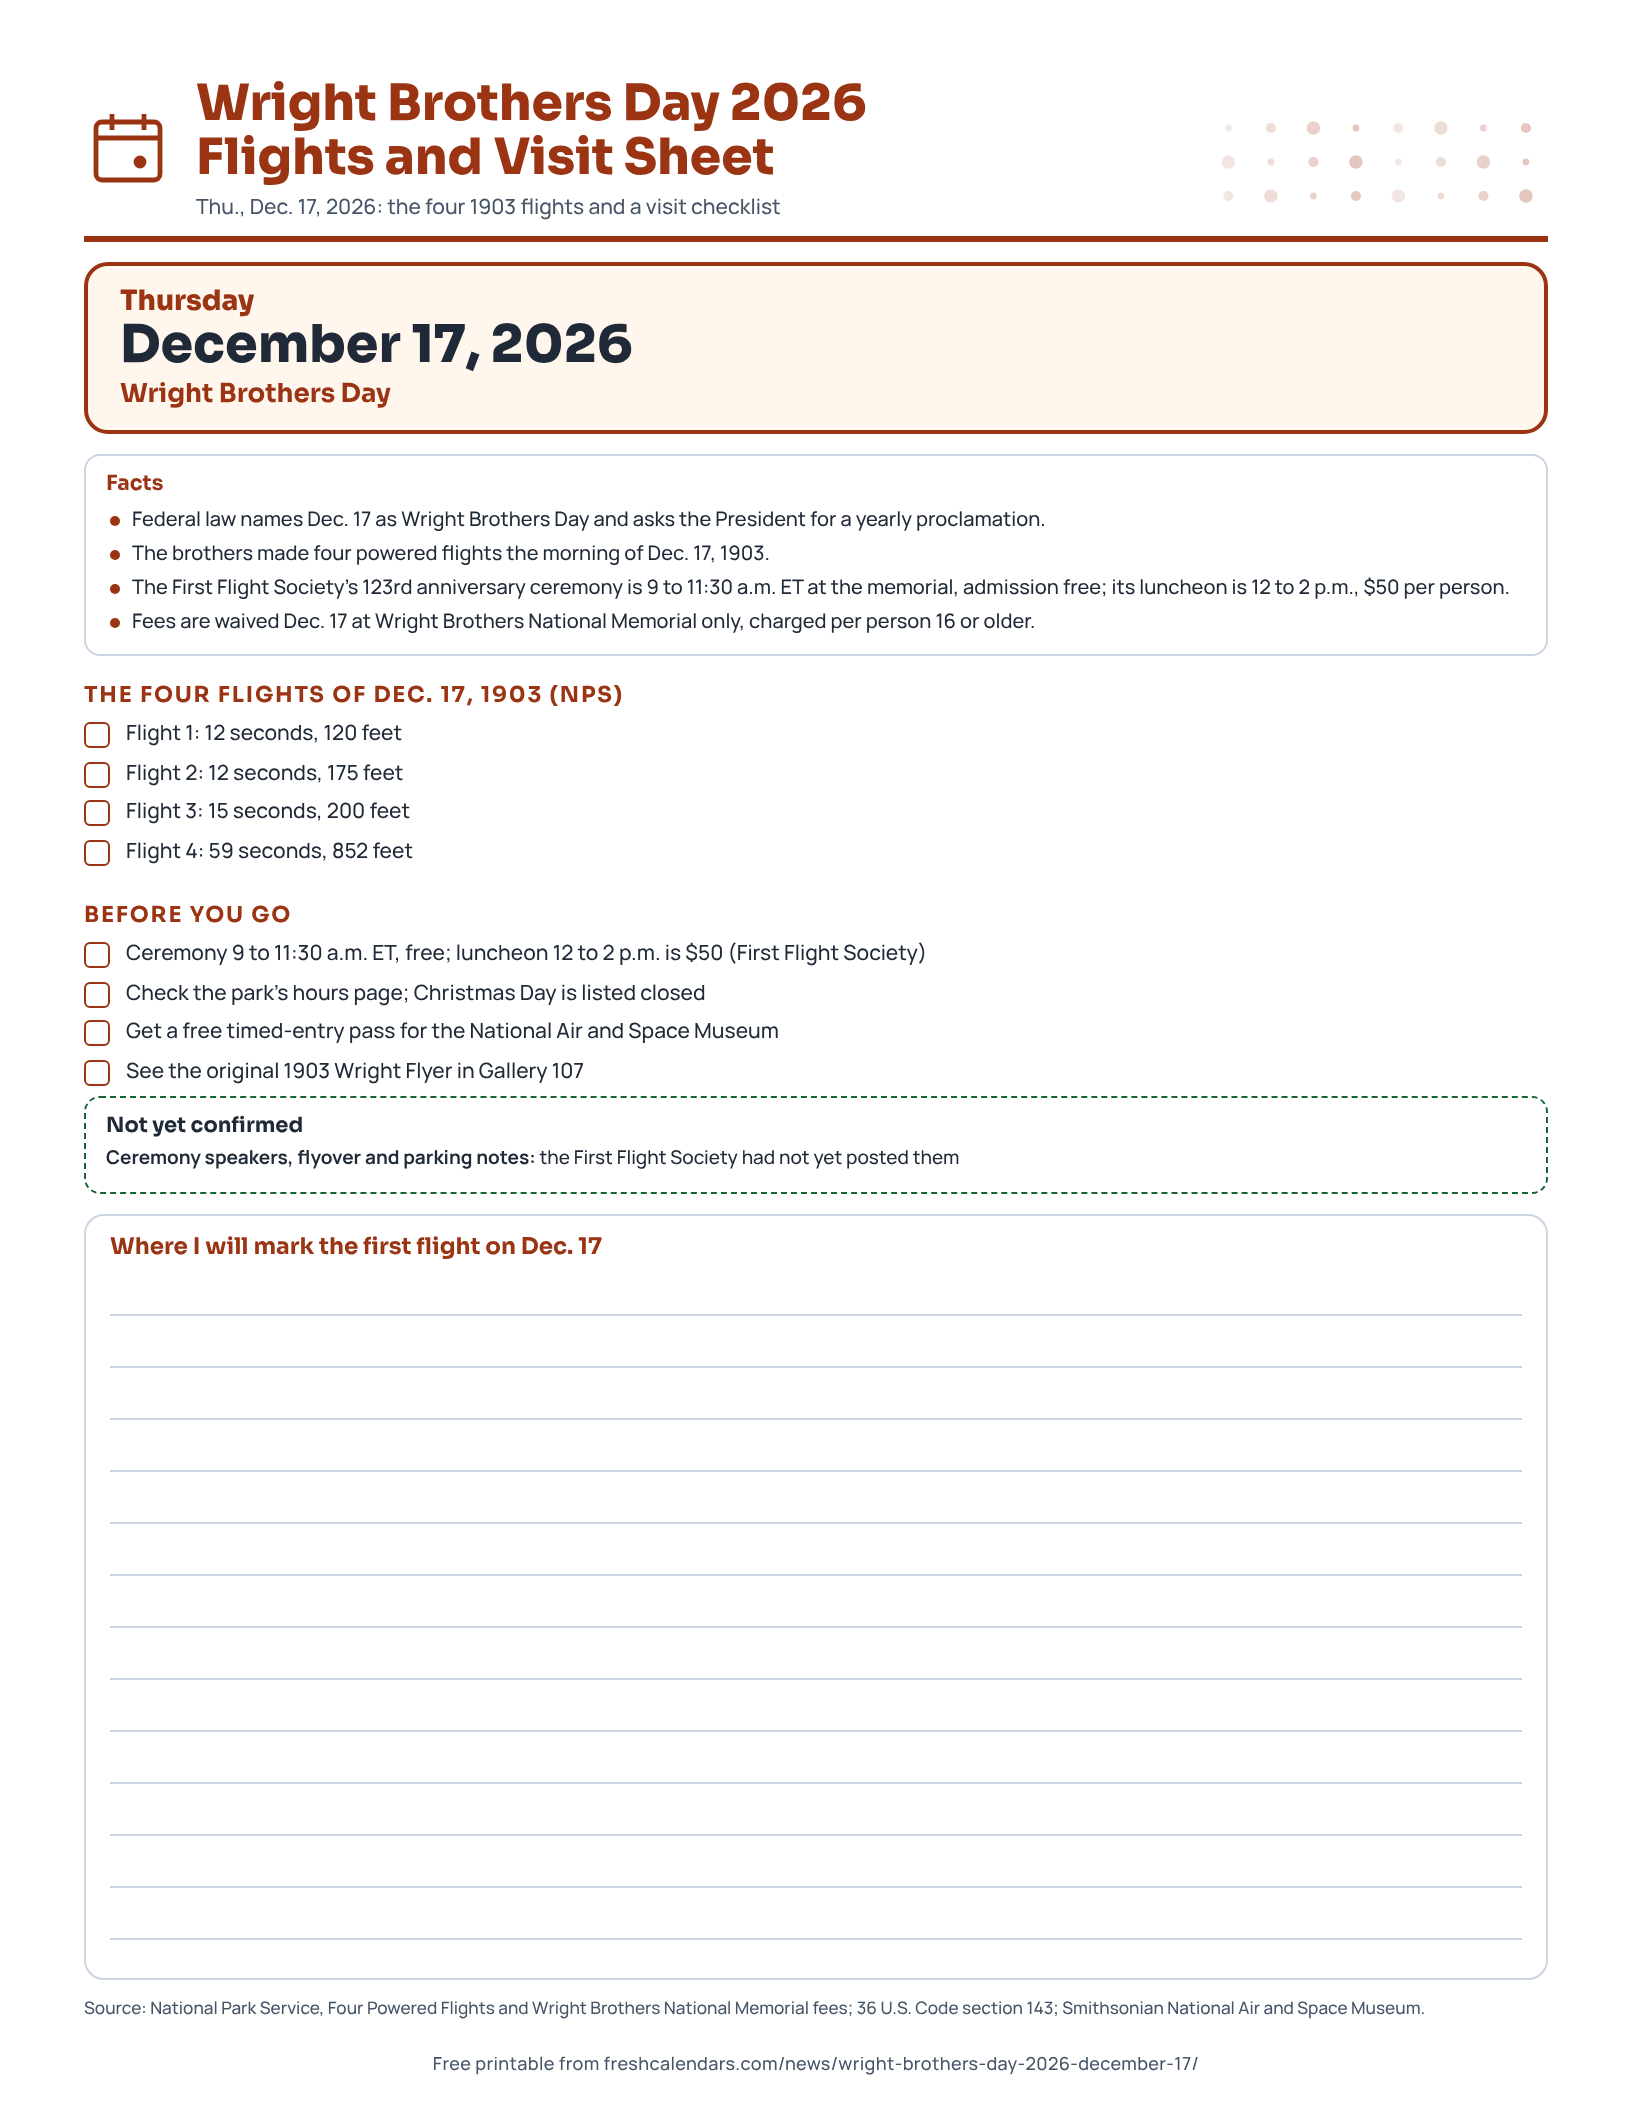 Wright Brothers Day 2026
Flights and Visit Sheet
Thu., Dec. 17, 2026: the four 1903 flights and a visit checklist
Thursday
December 17, 2026
Wright Brothers Day
Facts
Federal law names Dec. 17 as Wright Brothers Day and asks the President for a yearly proclamation.
The brothers made four powered flights the morning of Dec. 17, 1903.
The First Flight Society’s 123rd anniversary ceremony is 9 to 11:30 a.m. ET at the memorial, admission free; its luncheon is 12 to 2 p.m., $50 per person.
Fees are waived Dec. 17 at Wright Brothers National Memorial only, charged per person 16 or older.
THE FOUR FLIGHTS OF DEC. 17, 1903 (NPS)
Flight 1: 12 seconds, 120 feet
Flight 2: 12 seconds, 175 feet
Flight 3: 15 seconds, 200 feet
Flight 4: 59 seconds, 852 feet
BEFORE YOU GO
Ceremony 9 to 11:30 a.m. ET, free; luncheon 12 to 2 p.m. is $50 (First Flight Society)
Check the park’s hours page; Christmas Day is listed closed
Get a free timed-entry pass for the National Air and Space Museum
See the original 1903 Wright Flyer in Gallery 107
Not yet confirmed
Ceremony speakers, flyover and parking notes: the First Flight Society had not yet posted them
Where I will mark the first flight on Dec. 17
Source: National Park Service, Four Powered Flights and Wright Brothers National Memorial fees; 36 U.S. Code section 143; Smithsonian National Air and Space Museum.
Free printable from freshcalendars.com/news/wright-brothers-day-2026-december-17/